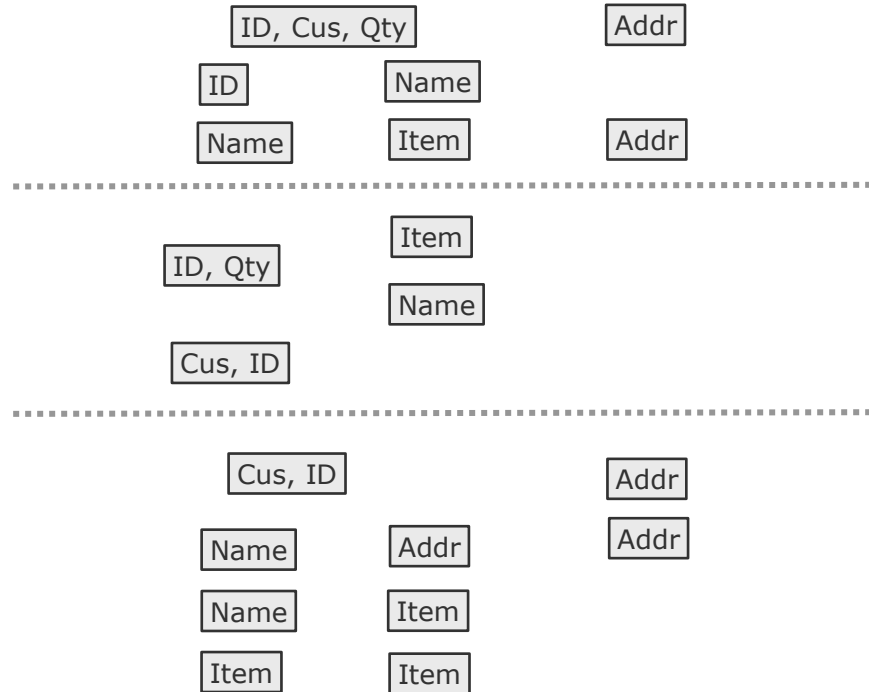 ID, Cus, Qty Addr
ID Name
Name Item Addr
Item
ID, Qty
Name
Cus, ID
Cus, ID Addr
Name Addr Addr
Name Item
Item Item